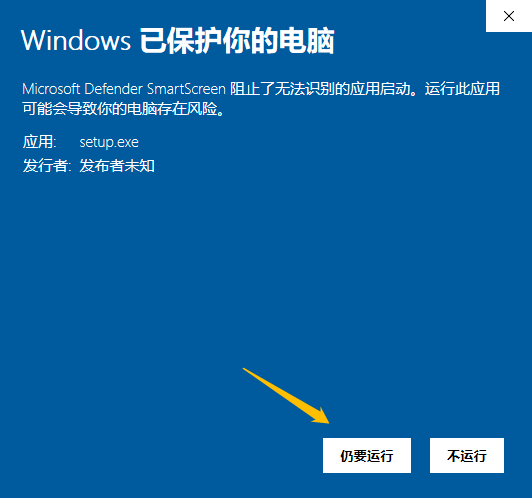 Windows 已保护你的电脑
Microsoft Defender SmartScreen 阻止了无法识别的应用启动。运行此应用
可能会导致你的电脑存在风险。
应用: setup.exe
发行者: 发布者未知
仍要运行 不运行